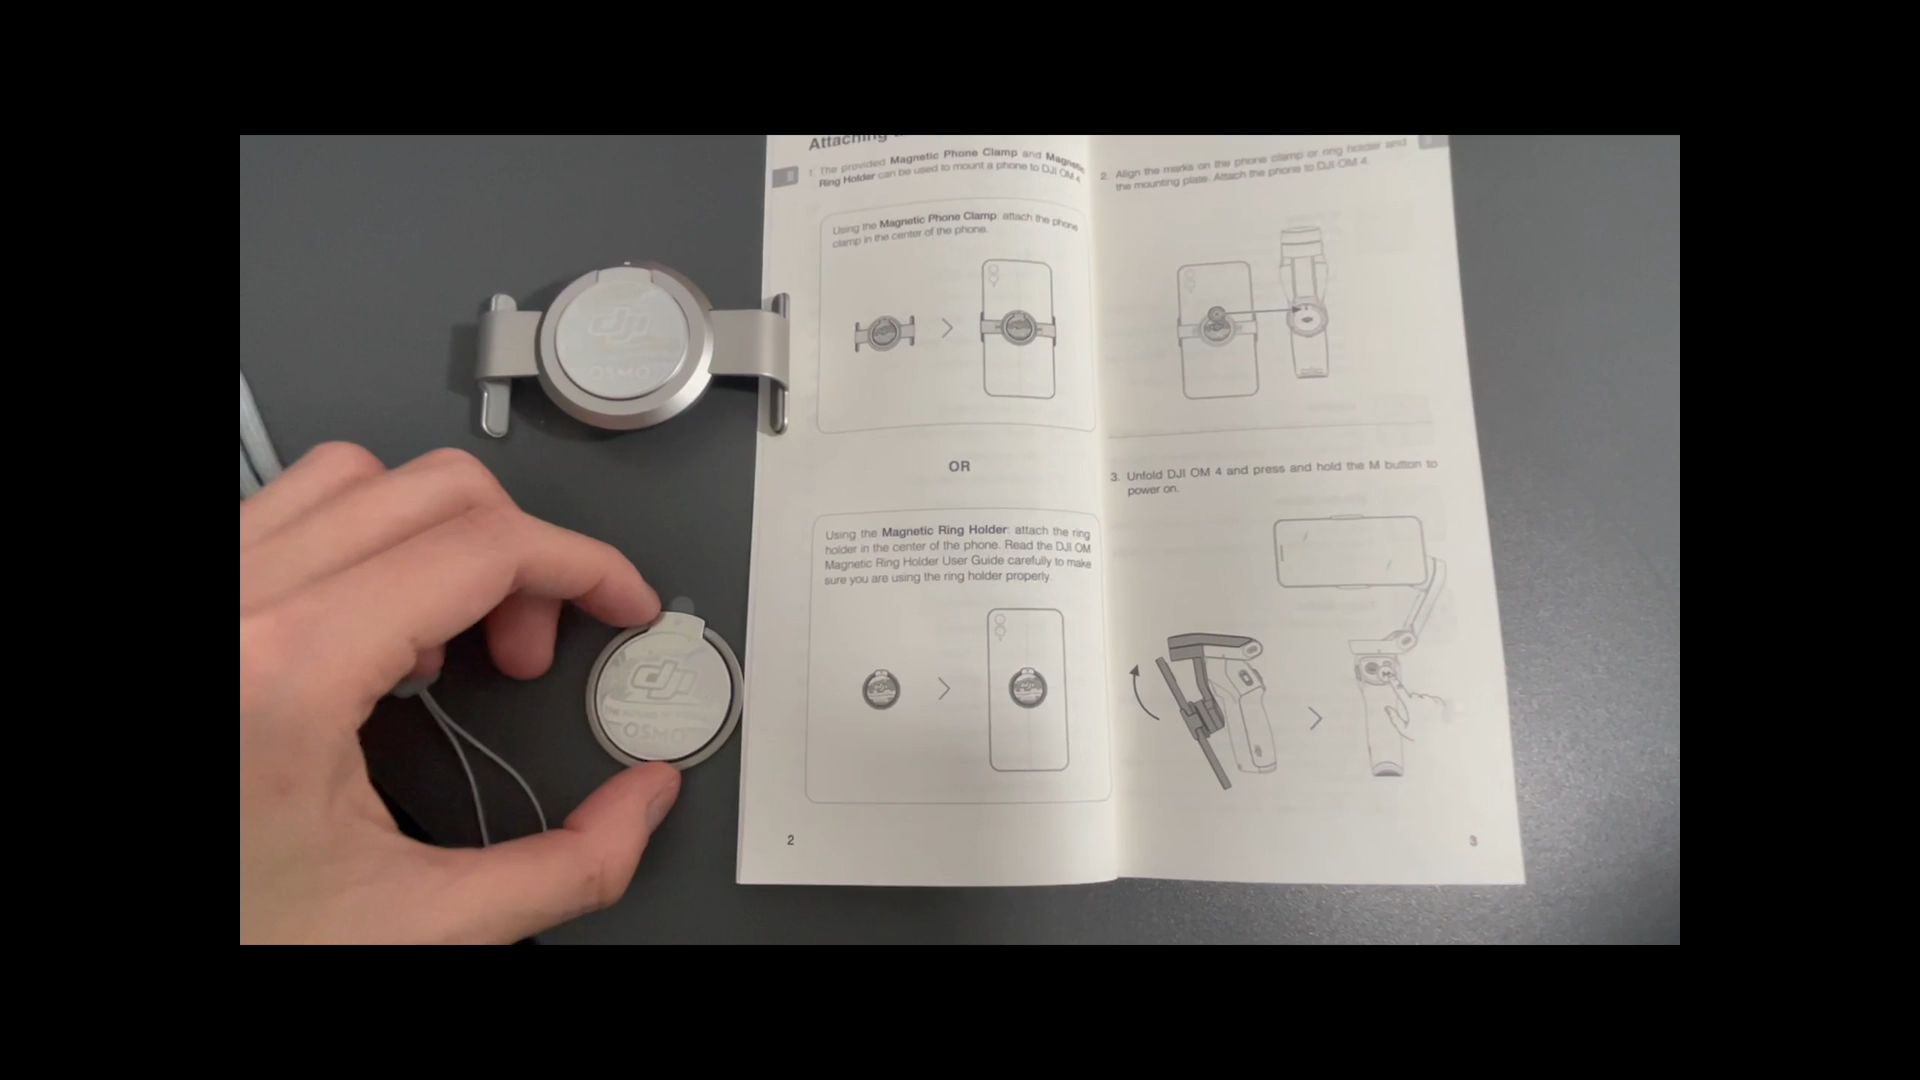 Attaching
1. The provided Magnetic Phone Clamp and Magnetic
Ring Holder can be used to mount a phone to DJI OM 4.
Using the Magnetic Phone Clamp: attach the phone
clamp in the center of the phone.
OR
Using the Magnetic Ring Holder: attach the ring
holder in the center of the phone. Read the DJI OM
Magnetic Ring Holder User Guide carefully to make
sure you are using the ring holder properly.
2
2. Align the marks on the phone clamp or ring holder and
the mounting plate. Attach the phone to DJI OM 4.
3. Unfold DJI OM 4 and press and hold the M button to
power on.
3
dji
OSMO
dji
OSMO